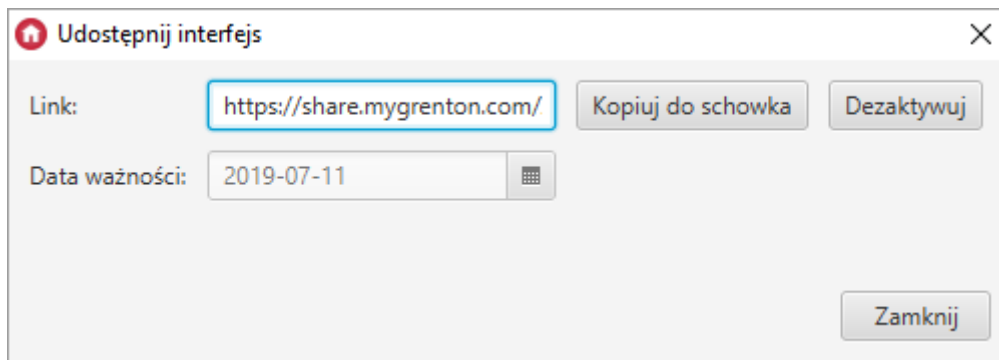 Udostępnij interfejs
Link: https://share.mygrenton.com/ Kopiuj do schowka Dezaktywuj
Data ważności: 2019-07-11
Zamknij